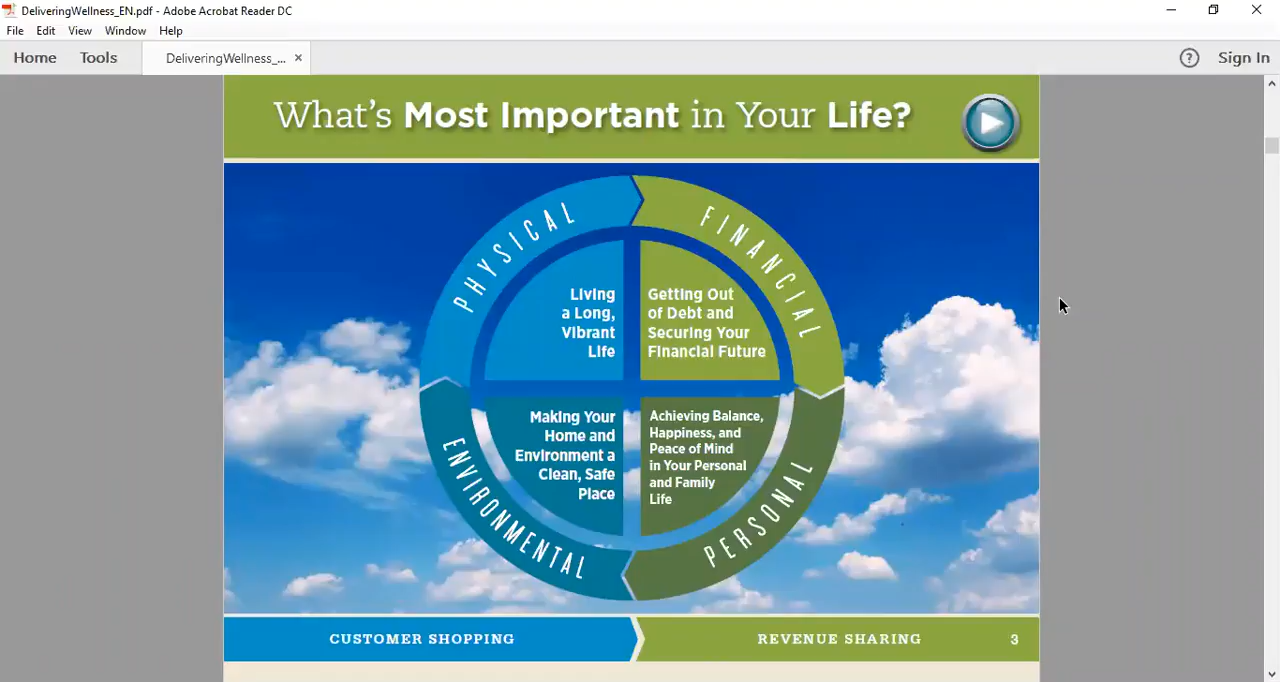 DeliveringWellness_EN.pdf - Adobe Acrobat Reader DC
File Edit View Window Help
Home Tools DeliveringWellness_... × ? Sign In
What's Most Important in Your Life?
PHYSICAL
FINANCIAL
Living
a Long,
Vibrant
Life
Getting Out
of Debt and
Securing Your
Financial Future
Making Your
Home and
Environment a
Clean, Safe
Place
Achieving Balance,
Happiness, and
Peace of Mind
in Your Personal
and Family
Life
ENVIRONMENTAL
PERSONAL
CUSTOMER SHOPPING REVENUE SHARING 3